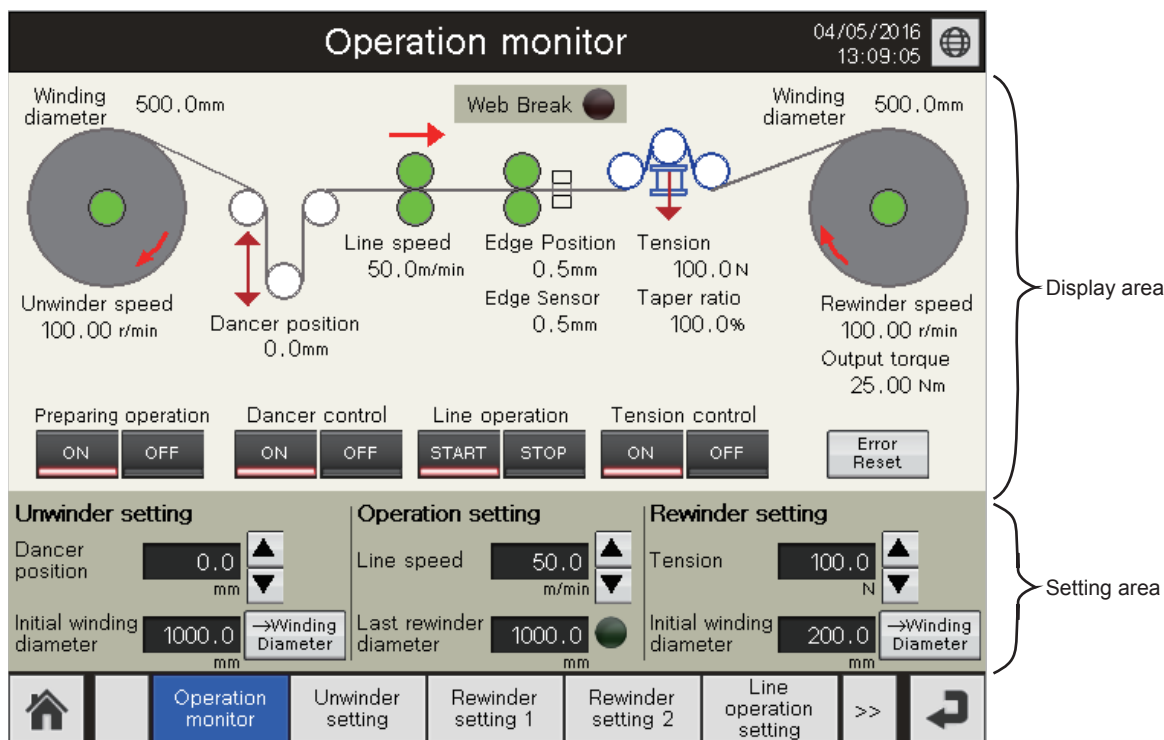 Operation monitor
04/05/2016
13:09:05
Winding
diameter
500.0mm
Web Break
Winding
diameter
500.0mm
Line speed
50.0m/min
Edge Position
0.5mm
Edge Sensor
0.5mm
Tension
100.0N
Taper ratio
100.0%
Unwinder speed
100.00 r/min
Dancer position
0.0mm
Rewinder speed
100.00 r/min
Output torque
25.00 Nm
Display area
Preparing operation
ON OFF
Dancer control
ON OFF
Line operation
START STOP
Tension control
ON OFF
Error
Reset
Unwinder setting
Dancer
position
0.0
mm
Initial winding
diameter
1000.0
mm
→Winding
Diameter
Operation setting
Line speed
50.0
m/min
Last rewinder
diameter
1000.0
mm
Rewinder setting
Tension
100.0
N
Initial winding
diameter
200.0
mm
→Winding
Diameter
Setting area
Operation
monitor
Unwinder
setting
Rewinder
setting 1
Rewinder
setting 2
Line
operation
setting
>>